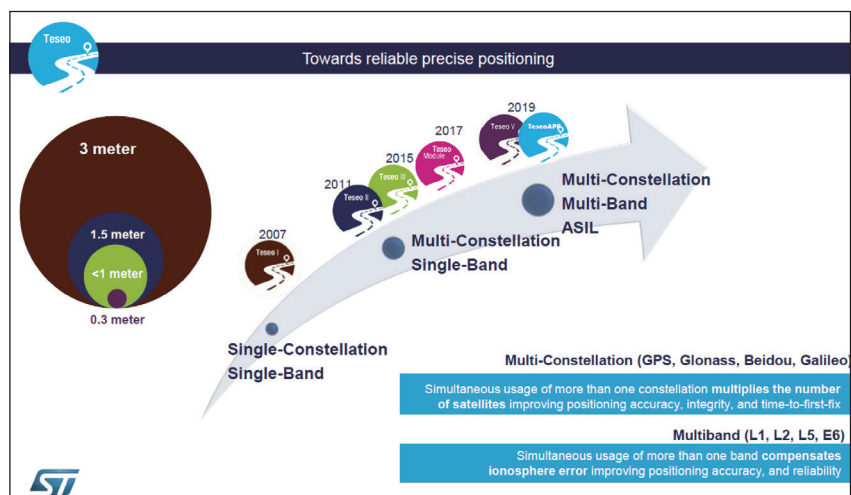 Teseo
Towards reliable precise positioning
3 meter
1.5 meter
<1 meter
0.3 meter
2007
Teseo I
2011
Teseo II
2015
Teseo III
2017
Teseo
Module
2019
Teseo V
TeseoAPP
Single-Constellation
Single-Band
Multi-Constellation
Single-Band
Multi-Constellation
Multi-Band
ASIL
Multi-Constellation (GPS, Glonass, Beidou, Galileo)
Simultaneous usage of more than one constellation multiplies the number
of satellites improving positioning accuracy, integrity, and time-to-first-fix
Multiband (L1, L2, L5, E6)
Simultaneous usage of more than one band compensates
ionosphere error improving positioning accuracy, and reliability
ST